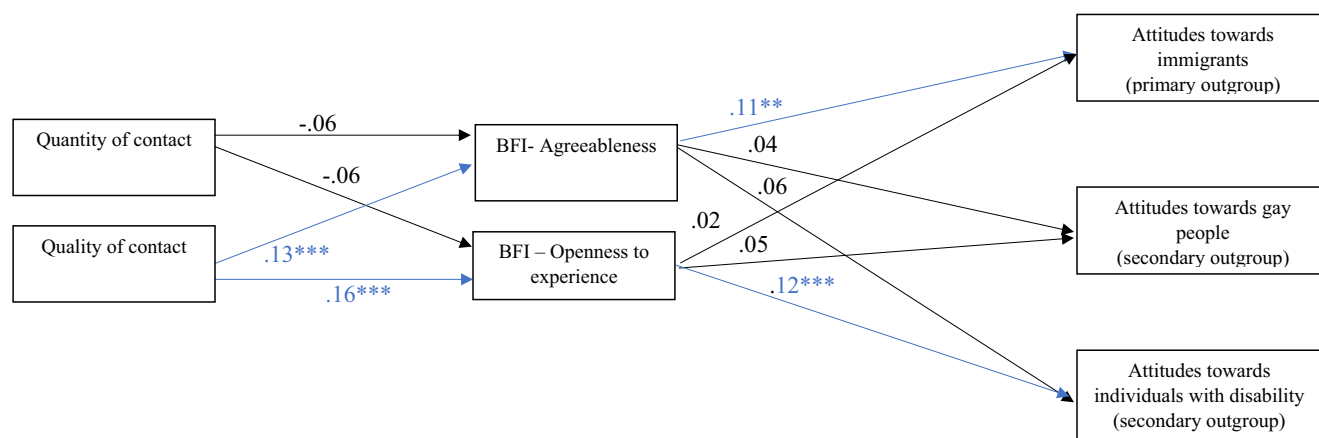 Attitudes towards
immigrants
(primary outgroup)
.11**
Quantity of contact
-.06
BFI- Agreeableness
.04
-.06
.06
Attitudes towards gay
people
(secondary outgroup)
.02
Quality of contact
.13***
BFI – Openness to
experience
.05
.16***
.12***
Attitudes towards
individuals with disability
(secondary outgroup)